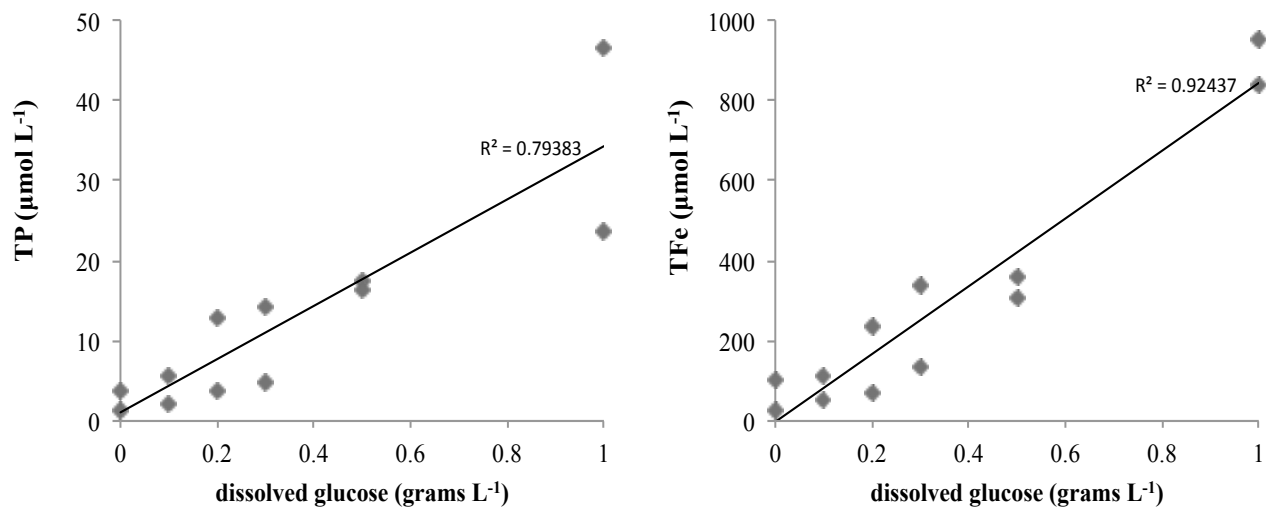 TP (µmol L⁻¹)
50
40
30
20
10
0
R² = 0.79383
0 0.2 0.4 0.6 0.8 1
dissolved glucose (grams L⁻¹)
TFe (µmol L⁻¹)
1000
800
600
400
200
0
R² = 0.92437
0 0.2 0.4 0.6 0.8 1
dissolved glucose (grams L⁻¹)